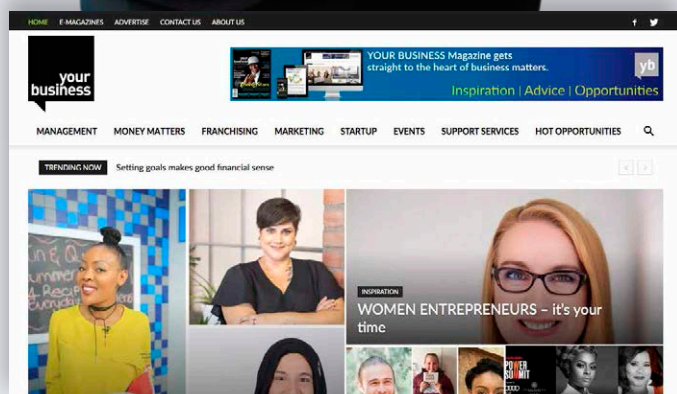 HOME E-MAGAZINES ADVERTISE CONTACT US ABOUT US
your
business
YOUR BUSINESS Magazine gets
straight to the heart of business matters.
yb
Inspiration | Advice | Opportunities
MANAGEMENT MONEY MATTERS FRANCHISING MARKETING STARTUP EVENTS SUPPORT SERVICES HOT OPPORTUNITIES
TRENDING NOW Setting goals makes good financial sense
INSPIRATION
WOMEN ENTREPRENEURS – it's your
time
POWER
SUMMIT